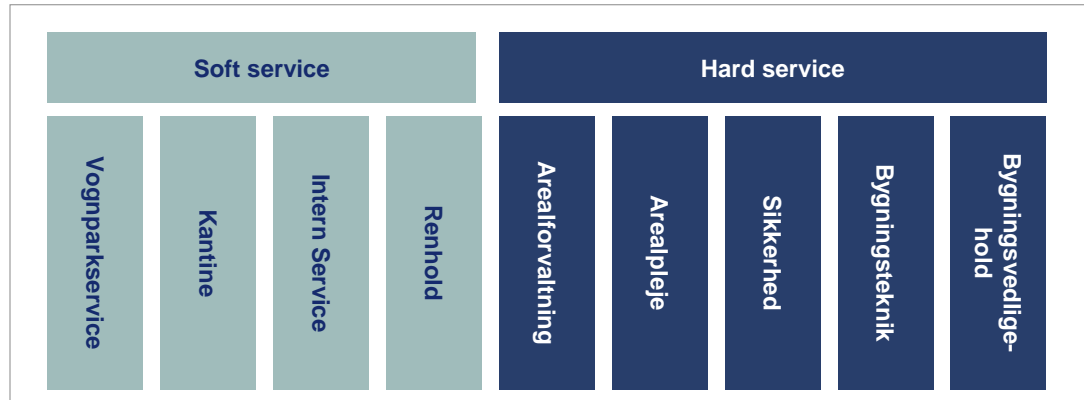 Soft service
Hard service
Vognparkservice
Kantine
Intern Service
Renhold
Arealforvaltning
Arealpleje
Sikkerhed
Bygningsteknik
Bygningsvedlige-
hold